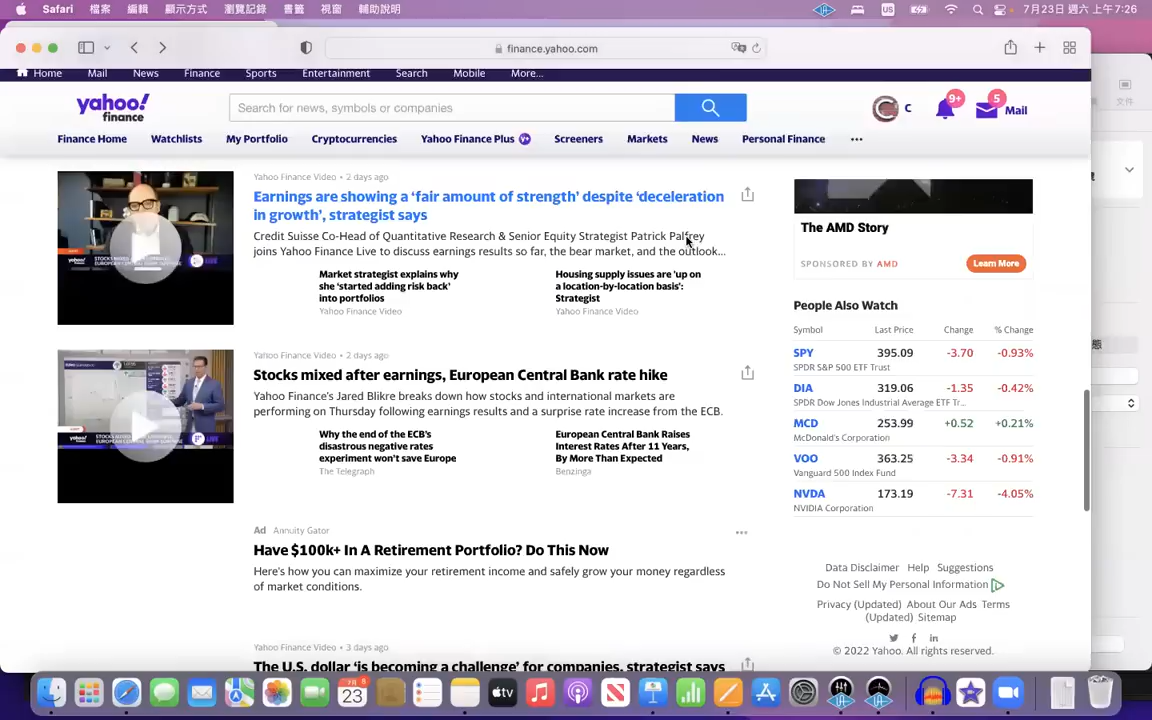 Safari 檔案 編輯 顯示方式 瀏覽記錄 書籤 視窗 輔助說明 US 7月23日 週六 上午7:26
finance.yahoo.com
Home Mail News Finance Sports Entertainment Search Mobile More...
yahoo!
finance
Search for news, symbols or companies
C 9+ 5 Mail
Finance Home Watchlists My Portfolio Cryptocurrencies Yahoo Finance Plus Screeners Markets News Personal Finance
文件
Yahoo Finance Video • 2 days ago
Earnings are showing a ‘fair amount of strength’ despite ‘deceleration
in growth’, strategist says
Credit Suisse Co-Head of Quantitative Research & Senior Equity Strategist Patrick Palfrey
joins Yahoo Finance Live to discuss earnings results so far, the bear market, and the outlook...
Market strategist explains why
she ‘started adding risk back’
into portfolios
Yahoo Finance Video
Housing supply issues are 'up on
a location-by-location basis':
Strategist
Yahoo Finance Video
Yahoo Finance Video • 2 days ago
Stocks mixed after earnings, European Central Bank rate hike
Yahoo Finance’s Jared Blikre breaks down how stocks and international markets are
performing on Thursday following earnings results and a surprise rate increase from the ECB.
Why the end of the ECB’s
disastrous negative rates
experiment won’t save Europe
The Telegraph
European Central Bank Raises
Interest Rates After 11 Years,
By More Than Expected
Benzinga
Ad Annuity Gator
Have $100k+ In A Retirement Portfolio? Do This Now
Here's how you can maximize your retirement income and safely grow your money regardless
of market conditions.
Yahoo Finance Video • 3 days ago
The U.S. dollar ‘is becoming a challenge’ for companies, strategist says
The AMD Story
SPONSORED BY AMD Learn More
People Also Watch
Symbol Last Price Change % Change
SPY 395.09 -3.70 -0.93%
SPDR S&P 500 ETF Trust
DIA 319.06 -1.35 -0.42%
SPDR Dow Jones Industrial Average ETF Tr...
MCD 253.99 +0.52 +0.21%
McDonald's Corporation
VOO 363.25 -3.34 -0.91%
Vanguard 500 Index Fund
NVDA 173.19 -7.31 -4.05%
NVIDIA Corporation
Data Disclaimer Help Suggestions
Do Not Sell My Personal Information
Privacy (Updated) About Our Ads Terms
(Updated) Sitemap
© 2022 Yahoo. All rights reserved.
態
23
tv